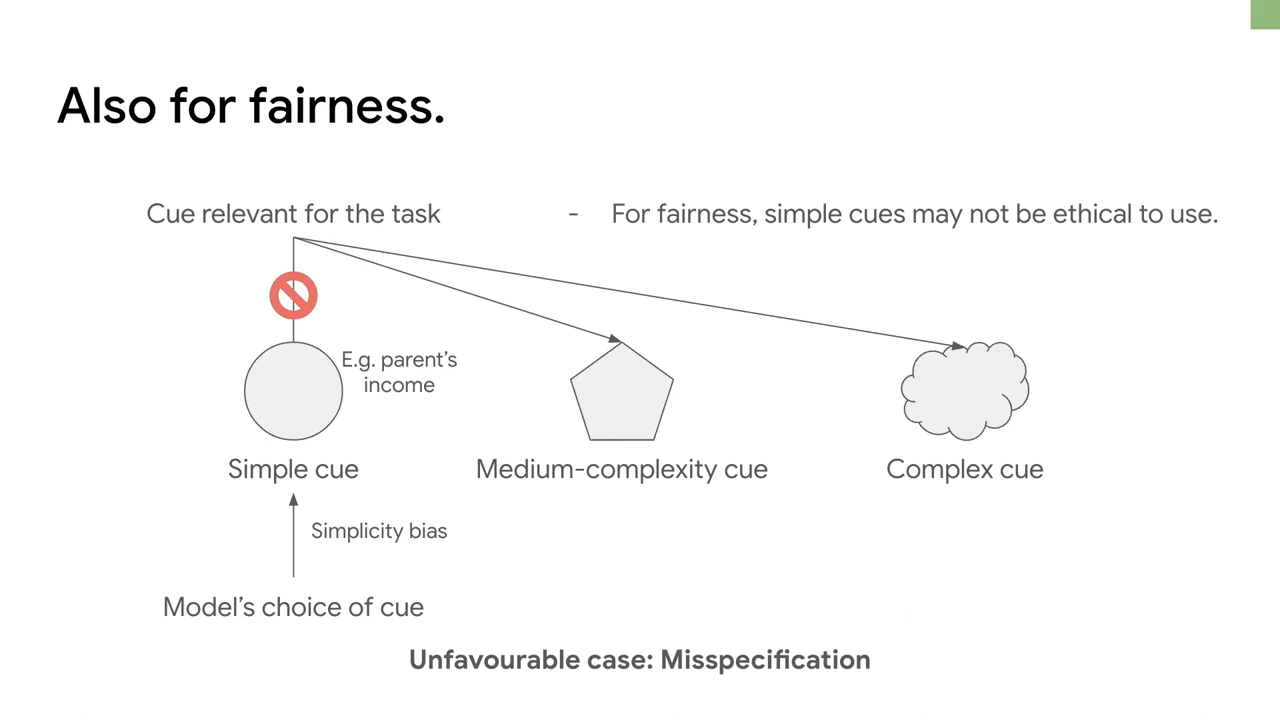 Also for fairness.
Cue relevant for the task
- For fairness, simple cues may not be ethical to use.
E.g. parent’s
income
Simple cue
Medium-complexity cue
Complex cue
Simplicity bias
Model’s choice of cue
Unfavourable case: Misspecification